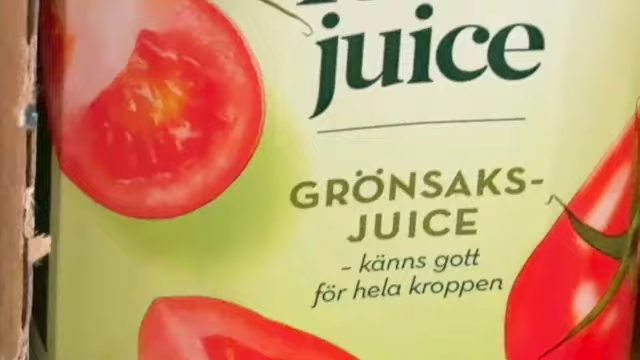 juice
GRÖNSAKS-
JUICE
– känns gott
för hela kroppen